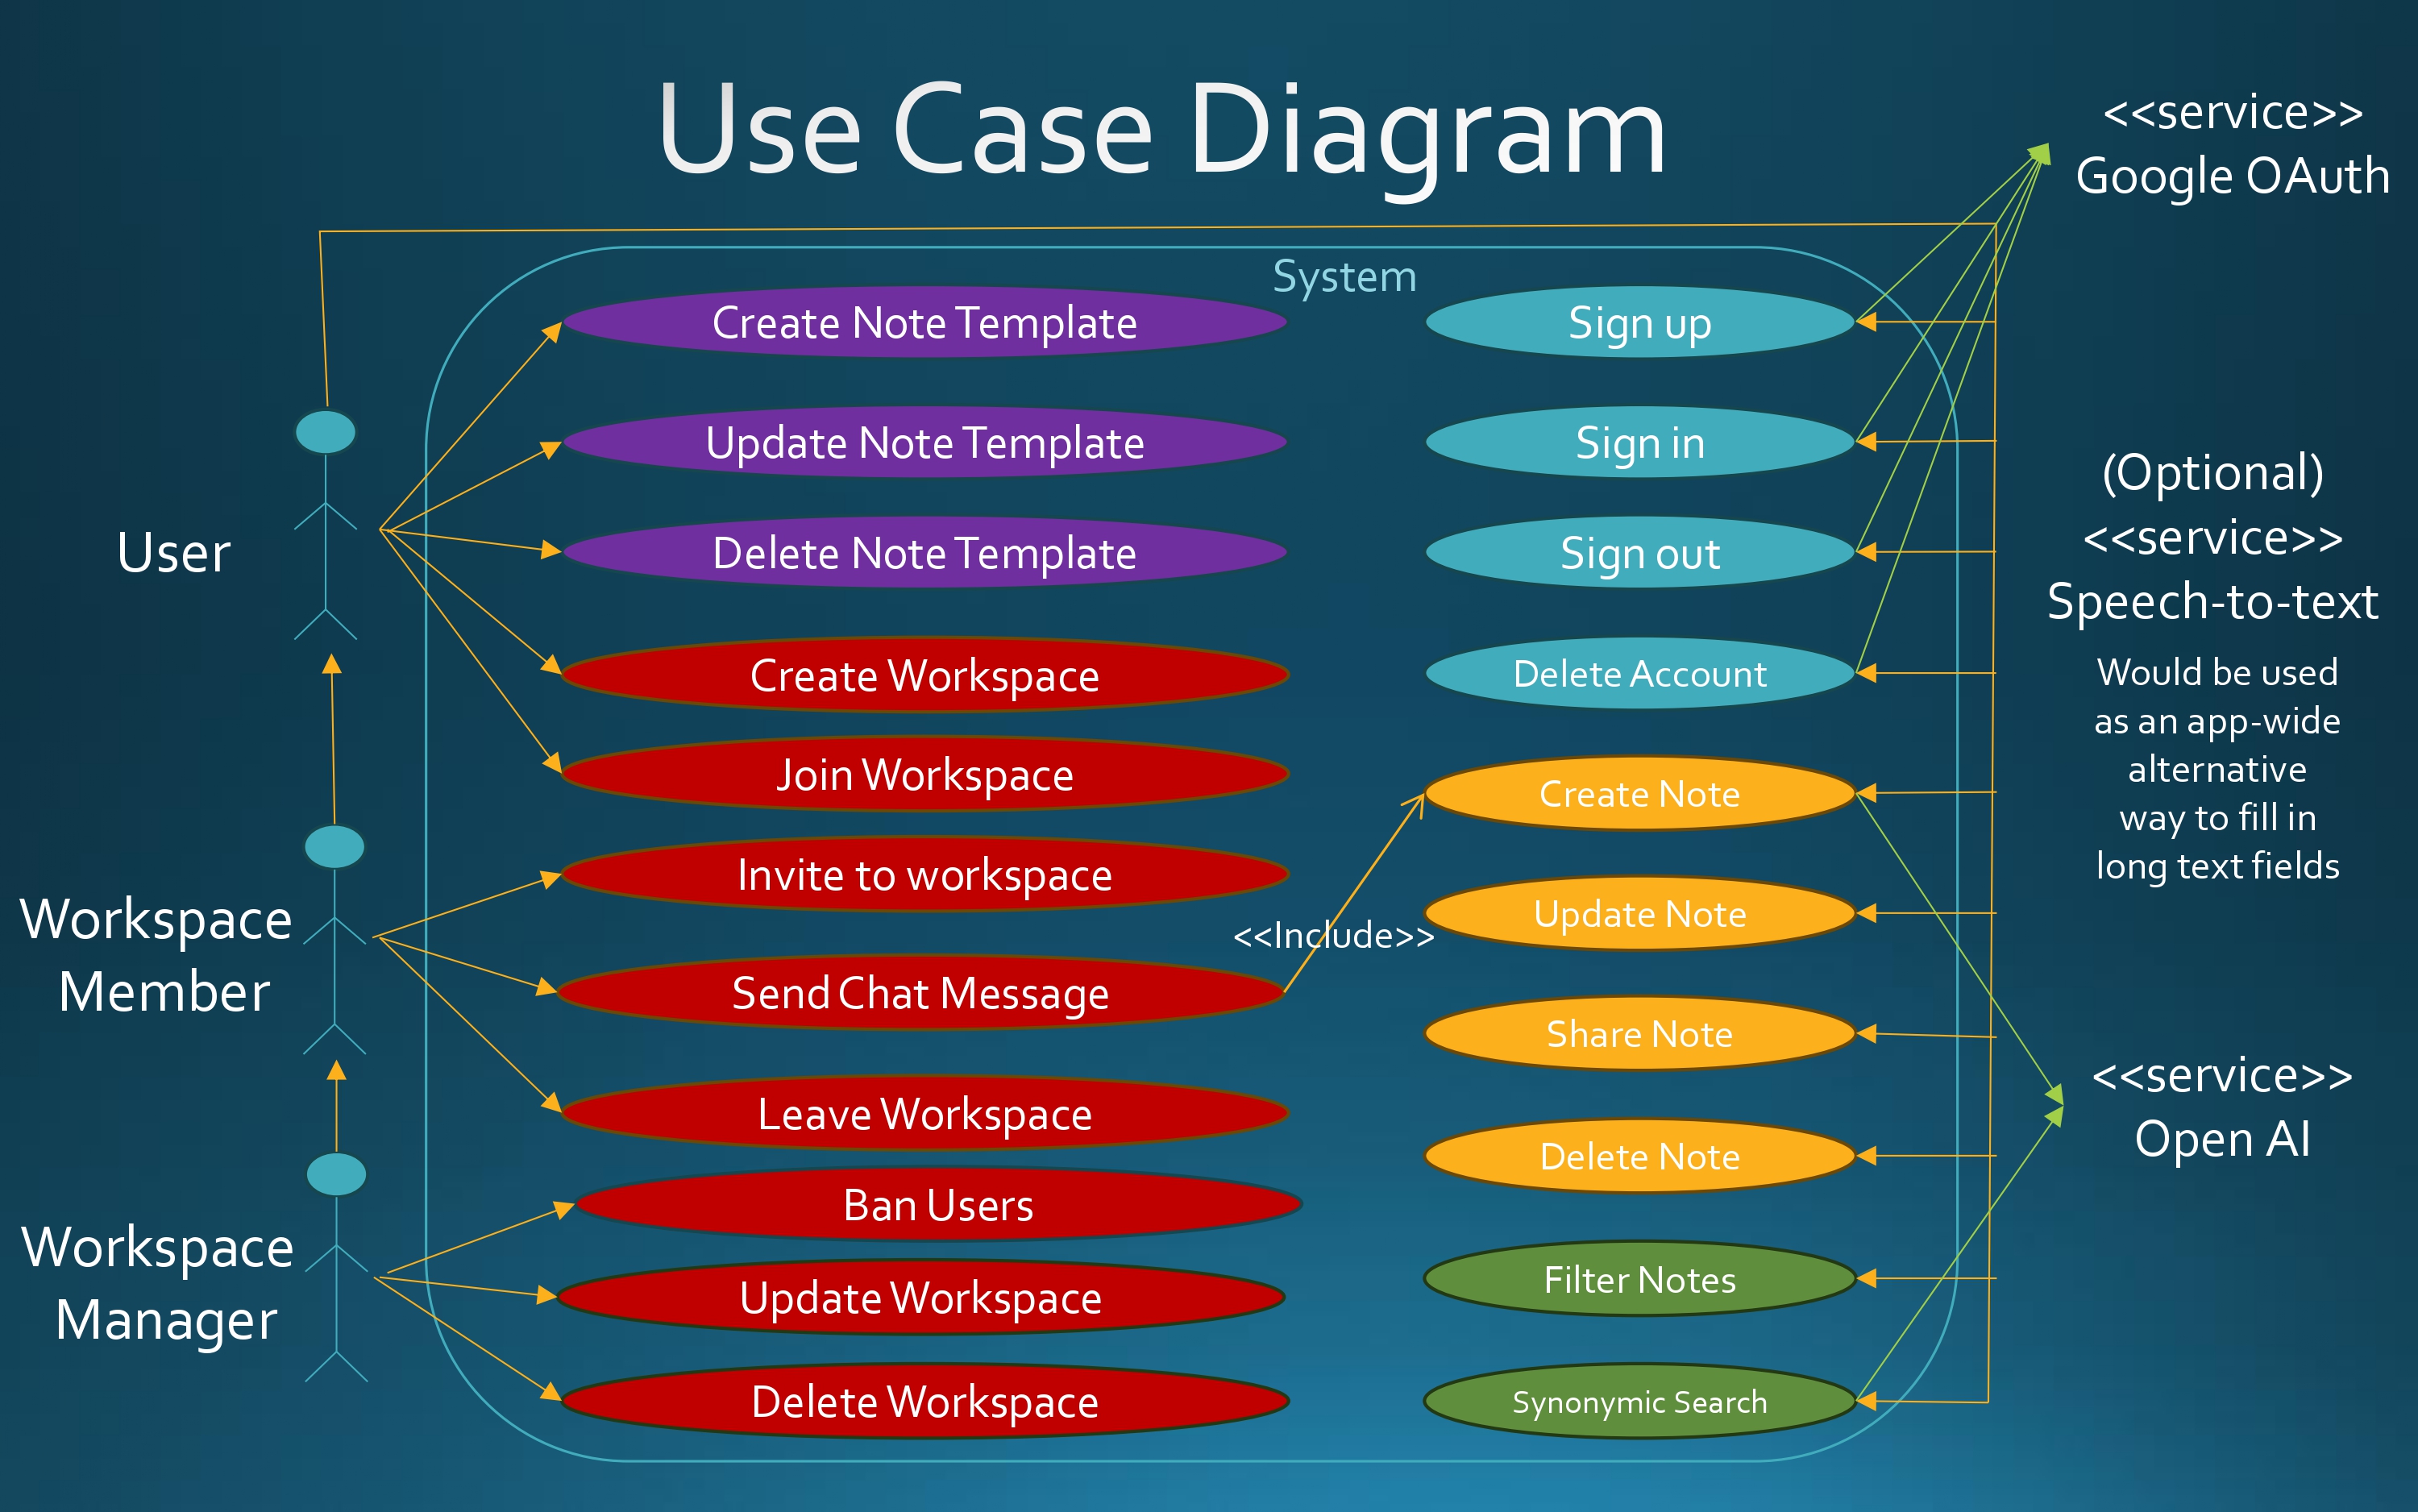 Use Case Diagram
System
User
Workspace
Member
Workspace
Manager
Create Note Template
Update Note Template
Delete Note Template
Create Workspace
Join Workspace
Invite to workspace
Send Chat Message
Leave Workspace
Ban Users
Update Workspace
Delete Workspace
<<Include>>
Sign up
Sign in
Sign out
Delete Account
Create Note
Update Note
Share Note
Delete Note
Filter Notes
Synonymic Search
<<service>>
Google OAuth
(Optional)
<<service>>
Speech-to-text
Would be used
as an app-wide
alternative
way to fill in
long text fields
<<service>>
Open AI